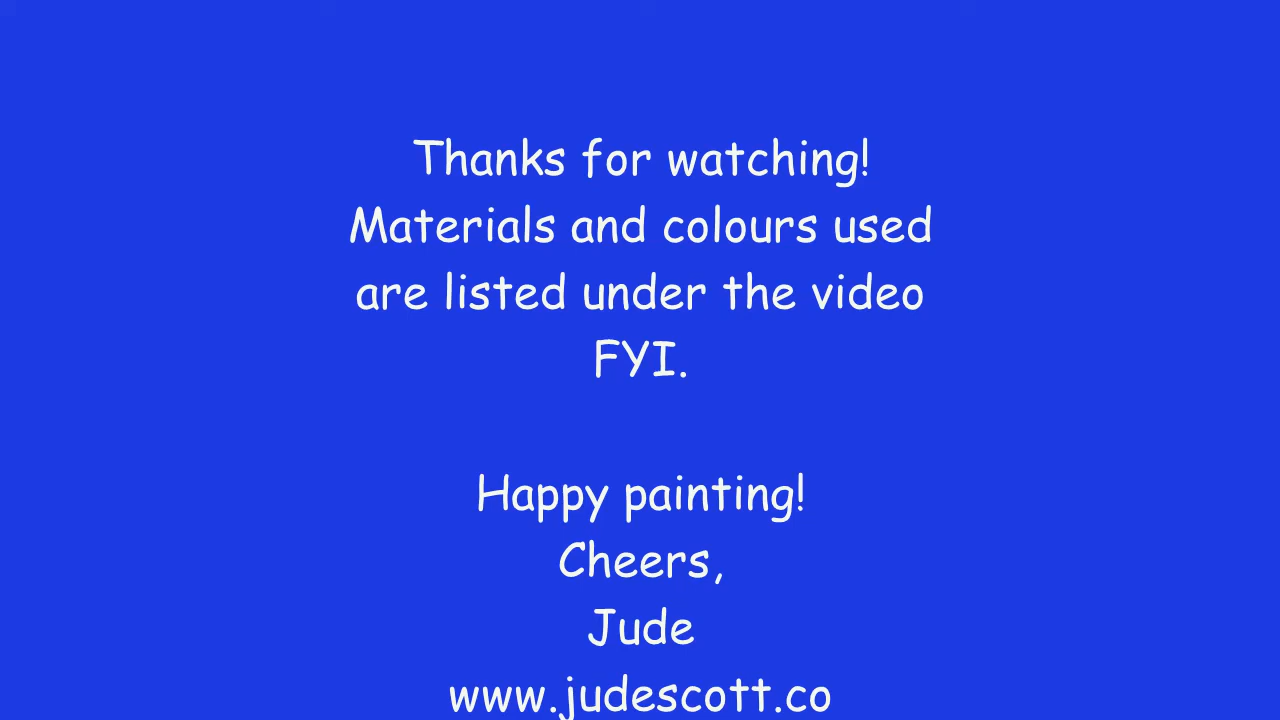 Thanks for watching!
Materials and colours used
are listed under the video
FYI.
Happy painting!
Cheers,
Jude
www.judescott.co